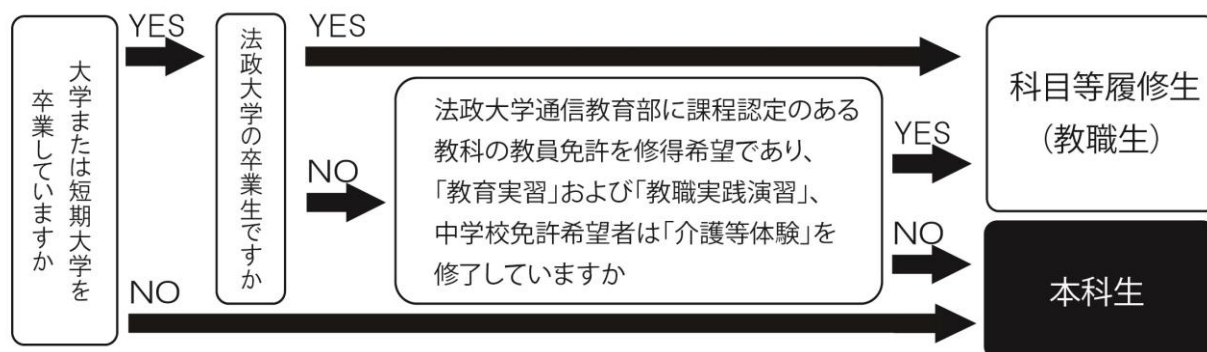 大学または短期大学を
卒業していますか
YES
NO
法政大学の卒業生ですか
YES
NO
法政大学通信教育部に課程認定のある
教科の教員免許を修得希望であり、
「教育実習」および「教職実践演習」、
中学校免許希望者は「介護等体験」を
修了していますか
YES
NO
科目等履修生
（教職生）
本科生